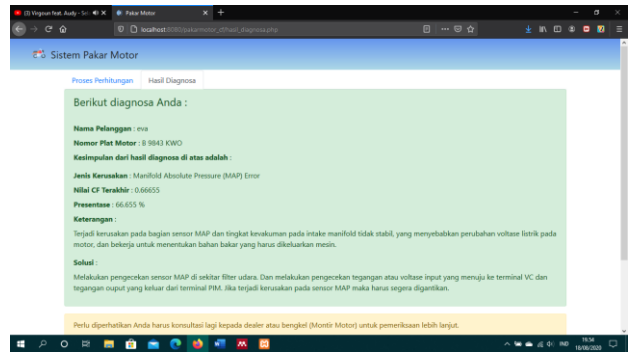 (2) Virgoun feat. Audy - Sel
Pakar Motor
localhost:8080/pakarmotor_cf/hasil_diagnosa.php
Sistem Pakar Motor
Proses Perhitungan
Hasil Diagnosa
Berikut diagnosa Anda :
Nama Pelanggan : eva
Nomor Plat Motor : B 9843 KWO
Kesimpulan dari hasil diagnosa di atas adalah :
Jenis Kerusakan : Manifold Absolute Pressure (MAP) Error
Nilai CF Terakhir : 0.66655
Presentase : 66.655 %
Keterangan :
Terjadi kerusakan pada bagian sensor MAP dan tingkat kevakuman pada intake manifold tidak stabil, yang menyebabkan perubahan voltase listrik pada
motor, dan bekerja untuk menentukan bahan bakar yang harus dikeluarkan mesin.
Solusi :
Melakukan pengecekan sensor MAP di sekitar filter udara. Dan melakukan pengecekan tegangan atau voltase input yang menuju ke terminal VC dan
tegangan ouput yang keluar dari terminal PIM. Jika terjadi kerusakan pada sensor MAP maka harus segera digantikan.
Perlu diperhatikan Anda harus konsultasi lagi kepada dealer atau bengkel (Montir Motor) untuk pemeriksaan lebih lanjut.
IND
19.54
18/08/2020